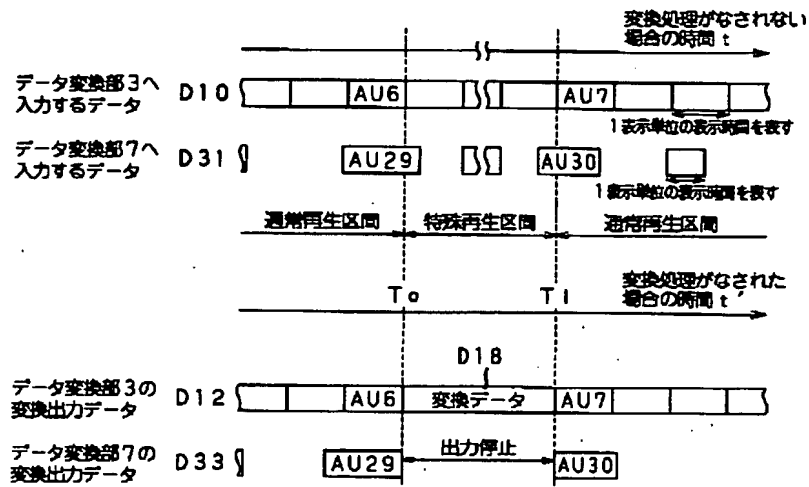 変換処理がなされない
場合の時間 t
データ変換部3へ
入力するデータ
D10
AU6
AU7
1表示単位の表示時間を表す
データ変換部7へ
入力するデータ
D31
AU29
AU30
1表示単位の表示時間を表す
通常再生区間
特殊再生区間
通常再生区間
変換処理がなされた
場合の時間 t'
T0
T1
D18
データ変換部3の
変換出力データ
D12
AU6
変換データ
AU7
データ変換部7の
変換出力データ
D33
AU29
出力停止
AU30